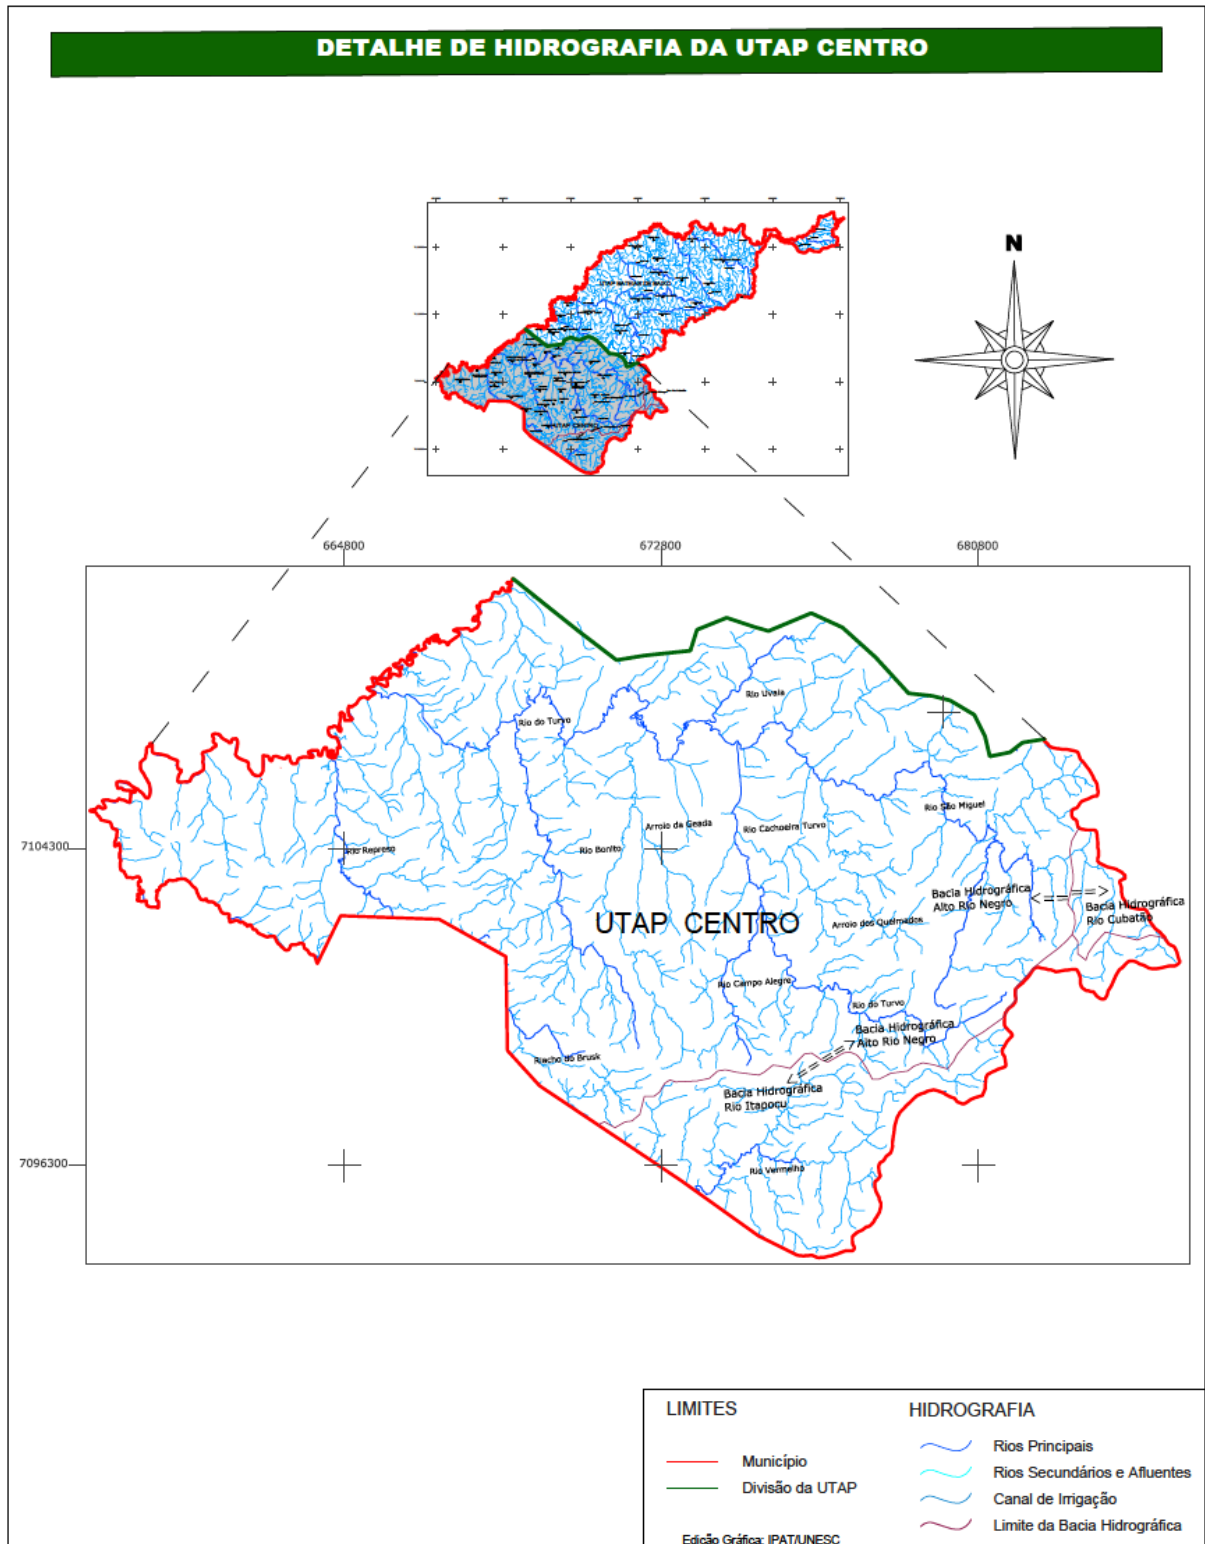 DETALHE DE HIDROGRAFIA DA UTAP CENTRO
UTAP CENTRO
N
664800
672800
680800
Rio Uvaia
Rio do Turvo
Rio São Miguel
Arroio da Geada
Rio Cachoeira Turvo
7104300
Rio Represo
Rio Bonito
Bacia Hidrográfica
Alto Rio Negro
Bacia Hidrográfica
Rio Cubatão
UTAP CENTRO
Arroio dos Queimados
Rio Campo Alegre
Rio do Turvo
Bacia Hidrográfica
Alto Rio Negro
Riacho do Brusk
Bacia Hidrográfica
Rio Itapocu
7096300
Rio Vermelho
LIMITES
Município
Divisão da UTAP
Edição Gráfica: IPAT/UNESC
HIDROGRAFIA
Rios Principais
Rios Secundários e Afluentes
Canal de Irrigação
Limite da Bacia Hidrográfica